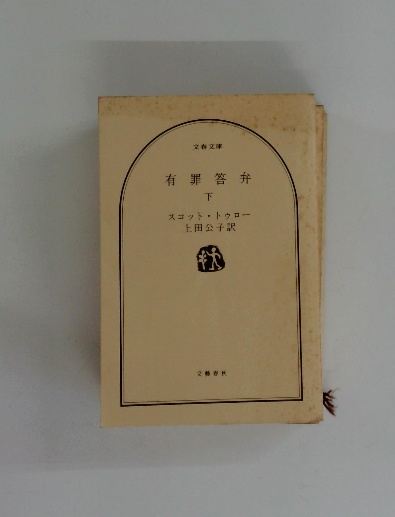 文春文庫
有罪答弁
下
スコット・トゥロー
上田公子訳
文藝春秋